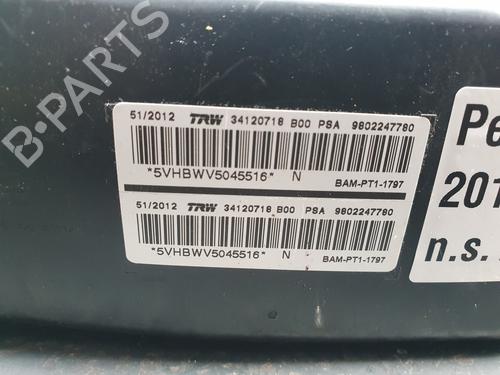 B-PARTS
51/2012 TRW 34120718 B00 PSA 9802247780
*5VHBWV5045516* N
BAM-PT1-1797
51/2012 TRW 34120718 B00 PSA 9802247780
*5VHBWV5045516* N
BAM-PT1-1797
Pe
201
n.s.